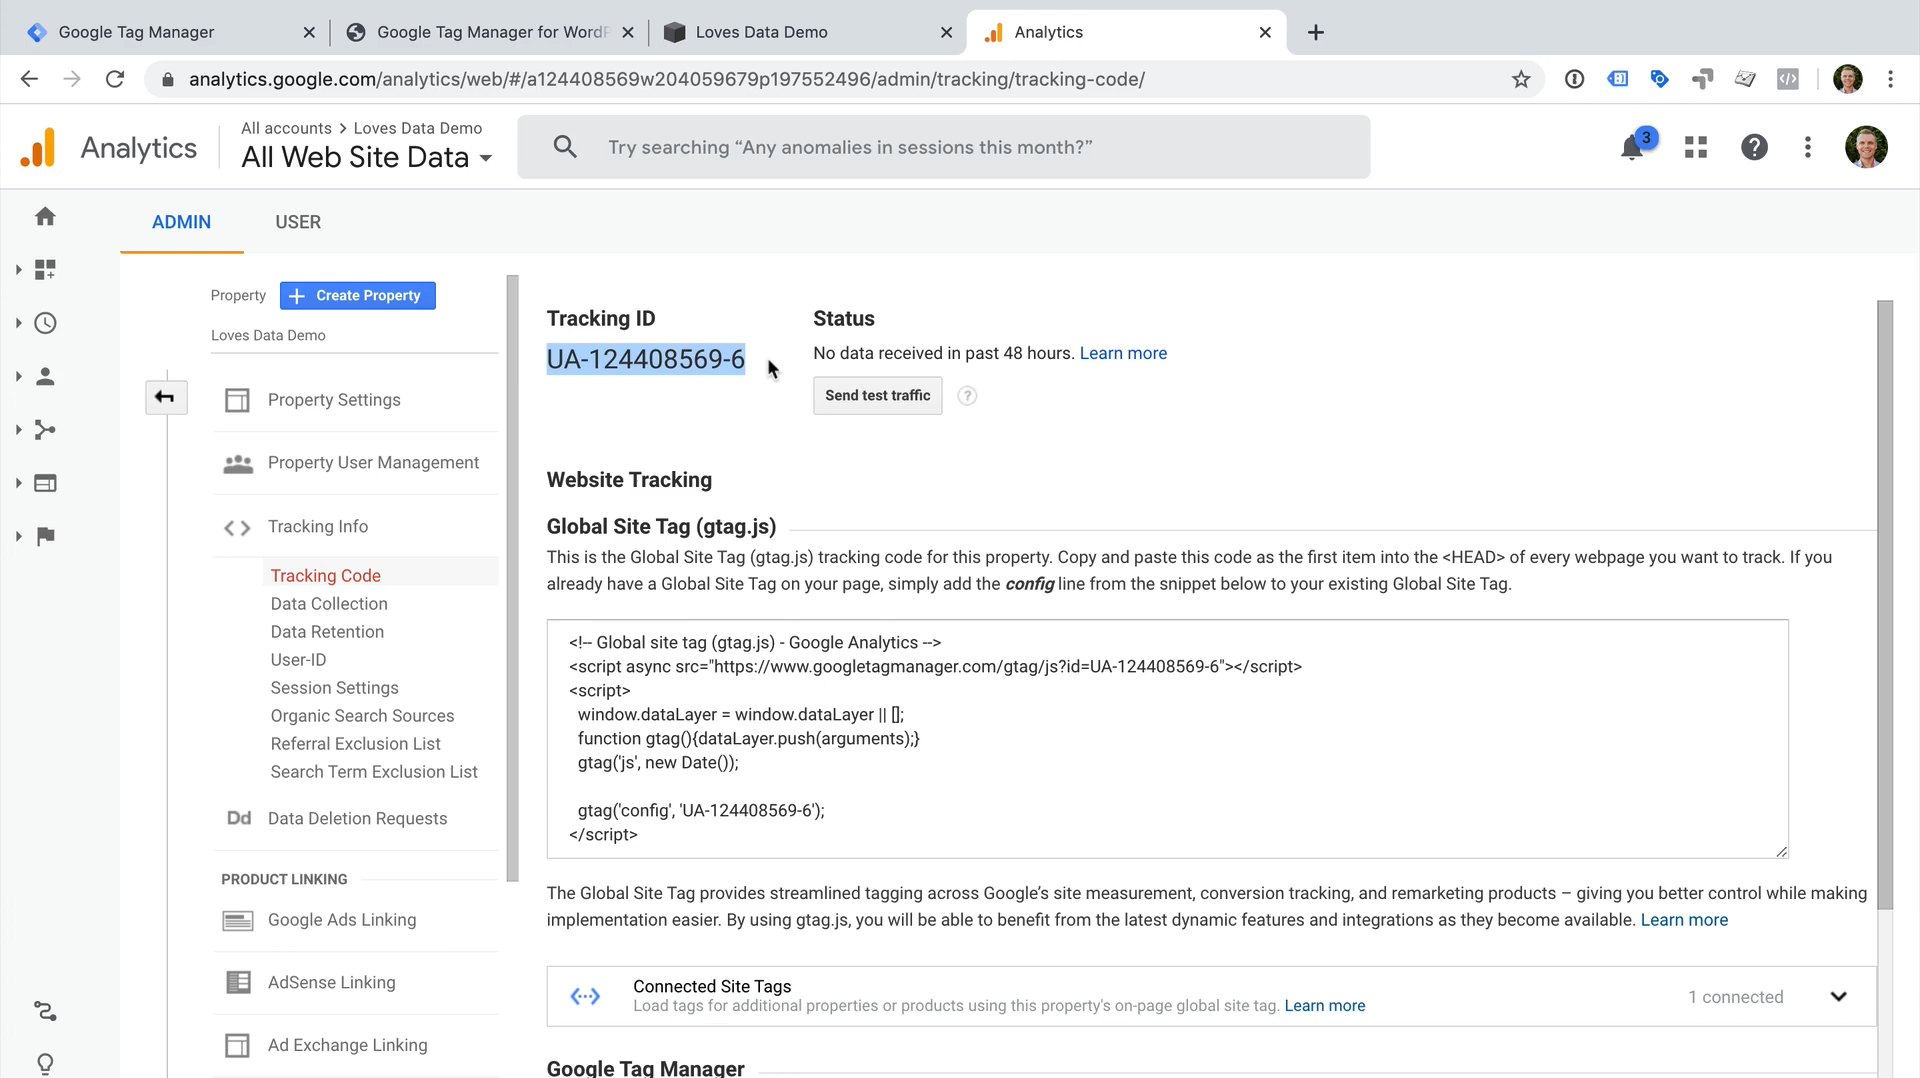 Google Tag Manager
Google Tag Manager for WordP
Loves Data Demo
Analytics
analytics.google.com/analytics/web/#/a124408569w204059679p197552496/admin/tracking/tracking-code/
Analytics
All accounts > Loves Data Demo
All Web Site Data
Try searching “Any anomalies in sessions this month?”
3
ADMIN
USER
Property
Create Property
Loves Data Demo
Property Settings
Property User Management
Tracking Info
Tracking Code
Data Collection
Data Retention
User-ID
Session Settings
Organic Search Sources
Referral Exclusion List
Search Term Exclusion List
Dd Data Deletion Requests
PRODUCT LINKING
Google Ads Linking
AdSense Linking
Ad Exchange Linking
Tracking ID
UA-124408569-6
Status
No data received in past 48 hours. Learn more
Send test traffic
?
Website Tracking
Global Site Tag (gtag.js)
This is the Global Site Tag (gtag.js) tracking code for this property. Copy and paste this code as the first item into the <HEAD> of every webpage you want to track. If you
already have a Global Site Tag on your page, simply add the config line from the snippet below to your existing Global Site Tag.
<!-- Global site tag (gtag.js) - Google Analytics -->
<script async src="https://www.googletagmanager.com/gtag/js?id=UA-124408569-6"></script>
<script>
window.dataLayer = window.dataLayer || [];
function gtag(){dataLayer.push(arguments);}
gtag('js', new Date());
gtag('config', 'UA-124408569-6');
</script>
The Global Site Tag provides streamlined tagging across Google’s site measurement, conversion tracking, and remarketing products – giving you better control while making
implementation easier. By using gtag.js, you will be able to benefit from the latest dynamic features and integrations as they become available. Learn more
Connected Site Tags
Load tags for additional properties or products using this property's on-page global site tag. Learn more
1 connected
Google Tag Manager